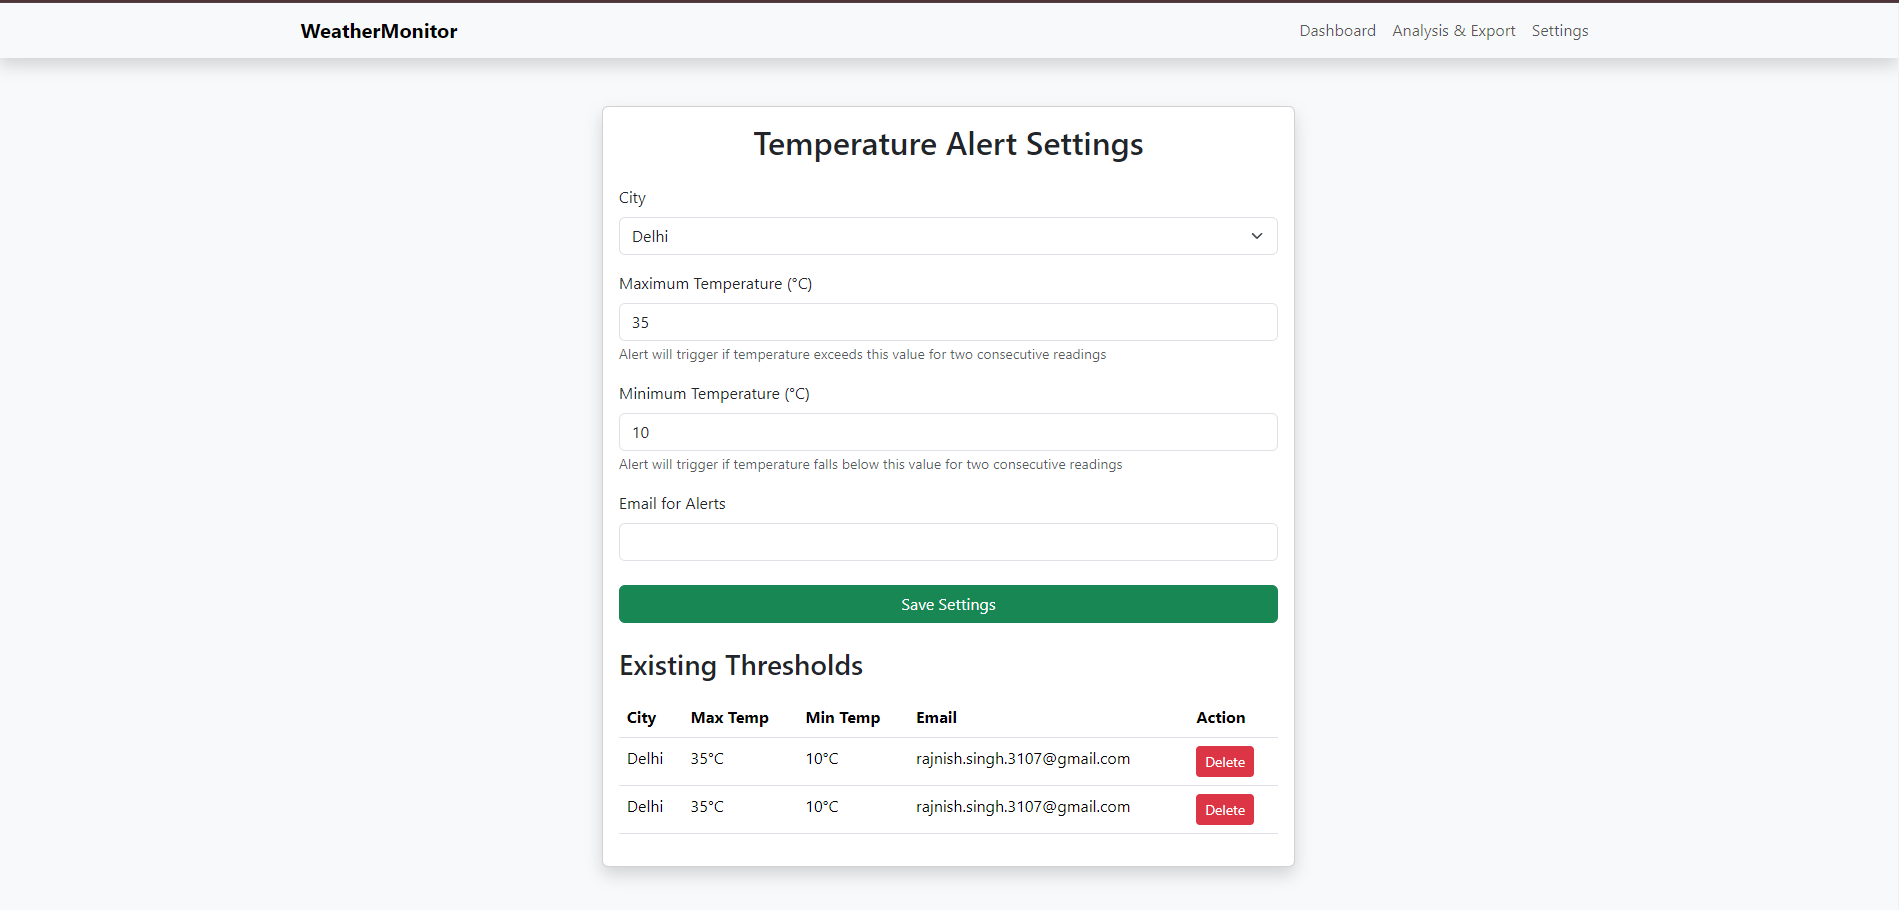 WeatherMonitor Dashboard Analysis & Export Settings
Temperature Alert Settings
City
Delhi
Maximum Temperature (°C)
35
Alert will trigger if temperature exceeds this value for two consecutive readings
Minimum Temperature (°C)
10
Alert will trigger if temperature falls below this value for two consecutive readings
Email for Alerts
Save Settings
Existing Thresholds
City Max Temp Min Temp Email Action
Delhi 35°C 10°C rajnish.singh.3107@gmail.com Delete
Delhi 35°C 10°C rajnish.singh.3107@gmail.com Delete